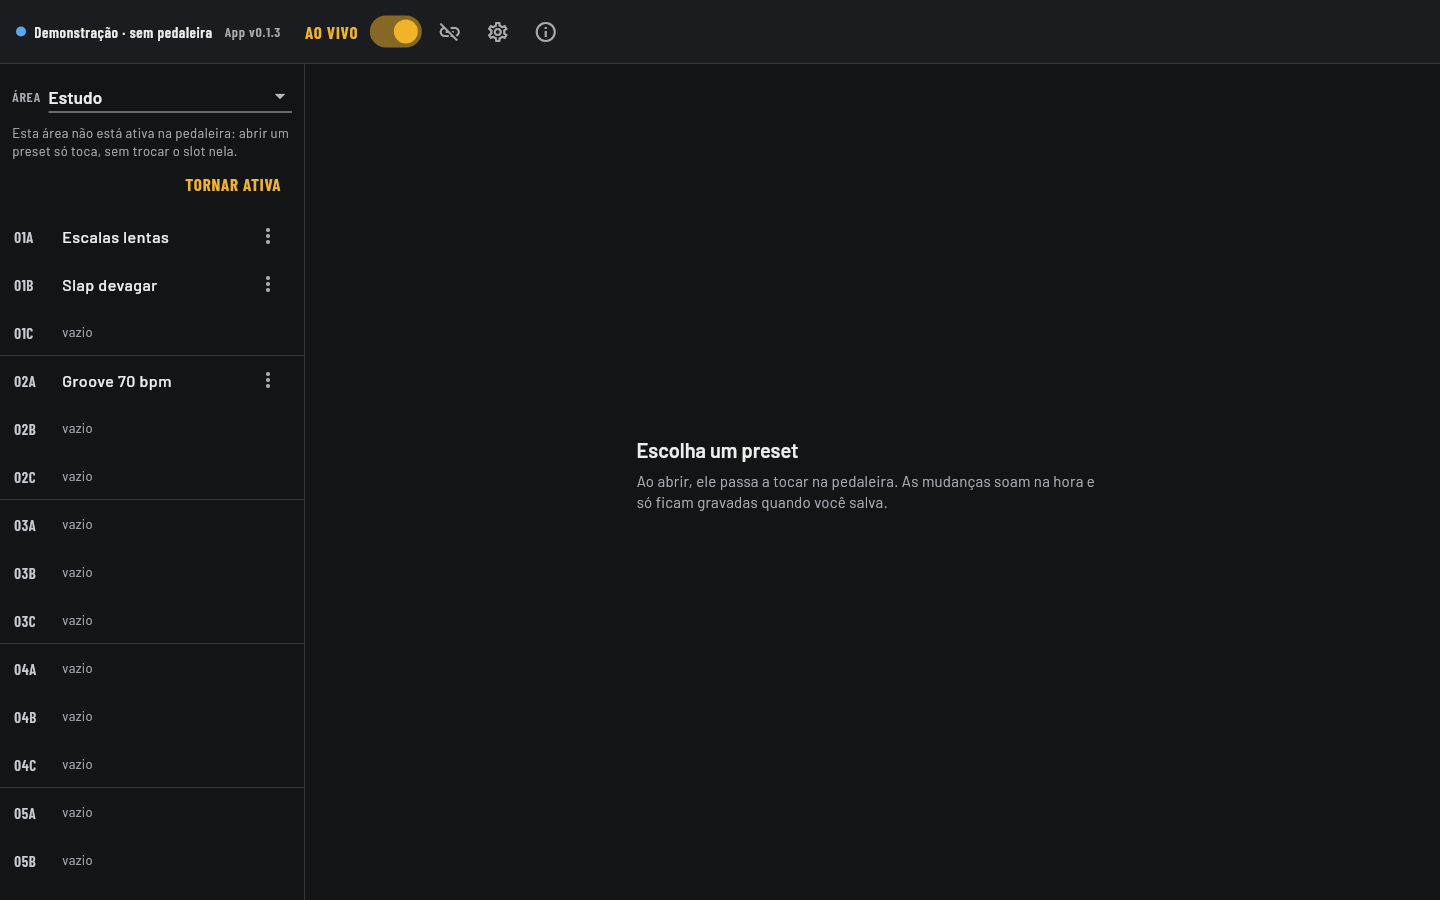 Demonstração · sem pedaleira App v0.1.3 AO VIVO
ÁREA Estudo
Esta área não está ativa na pedaleira: abrir um
preset só toca, sem trocar o slot nela.
TORNAR ATIVA
01A Escalas lentas
01B Slap devagar
01C vazio
02A Groove 70 bpm
02B vazio
02C vazio
03A vazio
03B vazio
03C vazio
04A vazio
04B vazio
04C vazio
05A vazio
05B vazio
Escolha um preset
Ao abrir, ele passa a tocar na pedaleira. As mudanças soam na hora e
só ficam gravadas quando você salva.